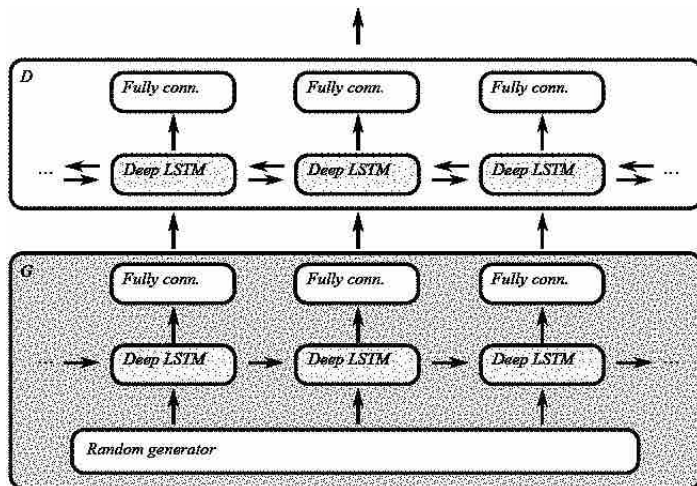 D
Fully conn. Fully conn. Fully conn.
... Deep LSTM Deep LSTM Deep LSTM ...
G
Fully conn. Fully conn. Fully conn.
... Deep LSTM Deep LSTM Deep LSTM ...
Random generator